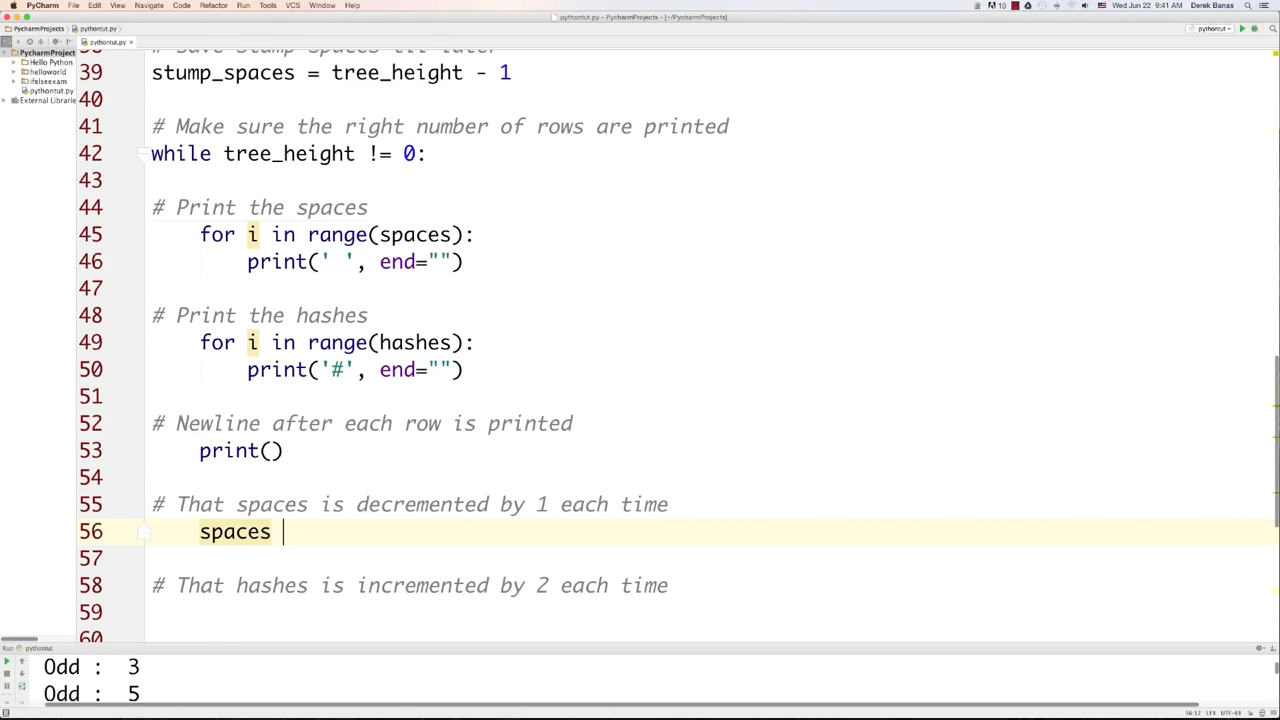 PyCharm File Edit View Navigate Code Refactor Run Tools VCS Window Help
10 Wed Jun 22 9:41 AM Derek Banas
pythontut.py - PyCharmProjects - [~/PycharmProjects]
PycharmProjects pythontut.py
pythontut
pythontut.py
PycharmProject
Hello Python
helloworld
ifelseexam
pythontut.py
External Librarie
39 stump_spaces = tree_height - 1
40
41 # Make sure the right number of rows are printed
42 while tree_height != 0:
43
44 # Print the spaces
45 for i in range(spaces):
46 print(' ', end="")
47
48 # Print the hashes
49 for i in range(hashes):
50 print('#', end="")
51
52 # Newline after each row is printed
53 print()
54
55 # That spaces is decremented by 1 each time
56 spaces
57
58 # That hashes is incremented by 2 each time
59
60
Run pythontut
Odd : 3
Odd : 5
56:12 LF÷ UTF-8÷